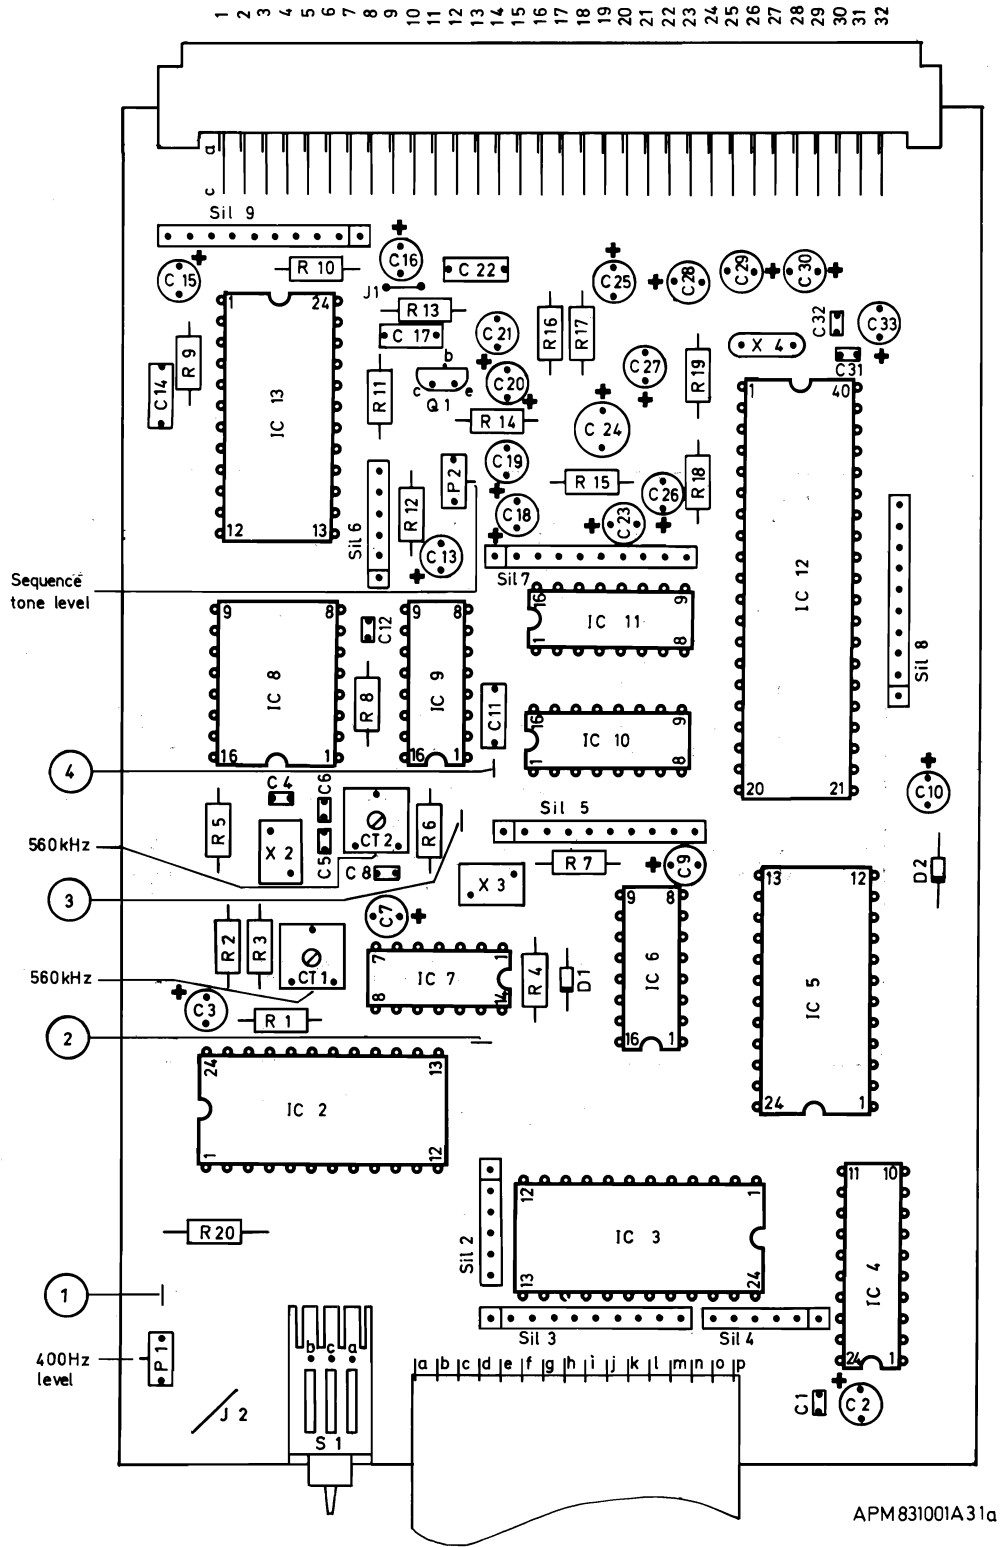 1 2 3 4 5 6 7 8 9 10 11 12 13 14 15 16 17 18 19 20 21 22 23 24 25 26 27 28 29 30 31 32
a
c
Sil 9
C 15
R 10
C 16
J1
C 22
C 25
C 28
C 29
C 30
1 24
R 13
C 17
C 21
R 16
R 17
C 32
C 33
X 4
C 31
R 9
C 14
IC 13
R 11
b
c e
Q 1
C 20
C 27
R 19
R 14
C 24
1 40
C 19
P 2
R 15
R 18
C 26
Sil 6
R 12
C 18
C 23
12 13
C 13
Sil 7
IC 12
Sequence
tone level
16 9
IC 11
1 8
9 8
C12
9 8
IC 8
R 8
IC 9
C 11
Sil 8
16 9
IC 10
1 8
16 1
16 1
4
20 21
C 10
C 4
C6
R 5
CT 2
R 6
Sil 5
560kHz
X 2
C5
C 8
R 7
C9
D2
X 3
3
13 12
C7
9 8
R 2
R 3
CT 1
7 1
IC 7
8 14
R 4
D1
IC 6
IC 5
560kHz
C 3
R 1
2
16 1
24 13
IC 2
1 12
24 1
12 1
IC 3
13 24
11 10
IC 4
24 1
R 20
Sil 2
1
Sil 3
Sil 4
400Hz
level
P 1
b c a
a b c d e f g h i j k l m n o p
J 2
S 1
C 1
C 2
APM831001A31a